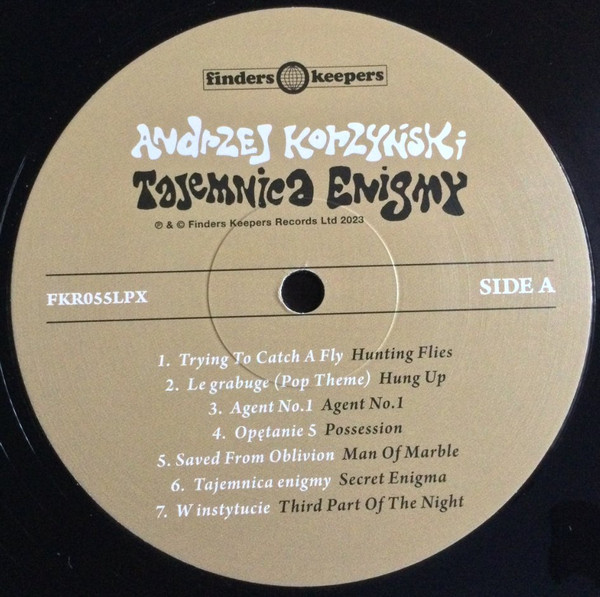 finders keepers
Andrzej Korzyński
Tajemnica Enigmy
℗ & © Finders Keepers Records Ltd 2023
FKR055LPX
SIDE A
1. Trying To Catch A Fly Hunting Flies
2. Le grabuge (Pop Theme) Hung Up
3. Agent No.1 Agent No.1
4. Opętanie 5 Possession
5. Saved From Oblivion Man Of Marble
6. Tajemnica enigmy Secret Enigma
7. W instytucie Third Part Of The Night